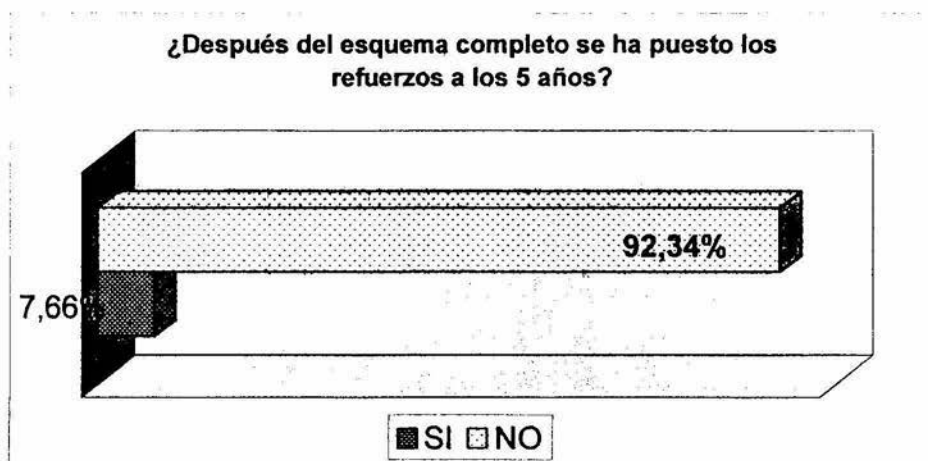 ¿Después del esquema completo se ha puesto los
refuerzos a los 5 años?
92,34%
7,66%
SI NO